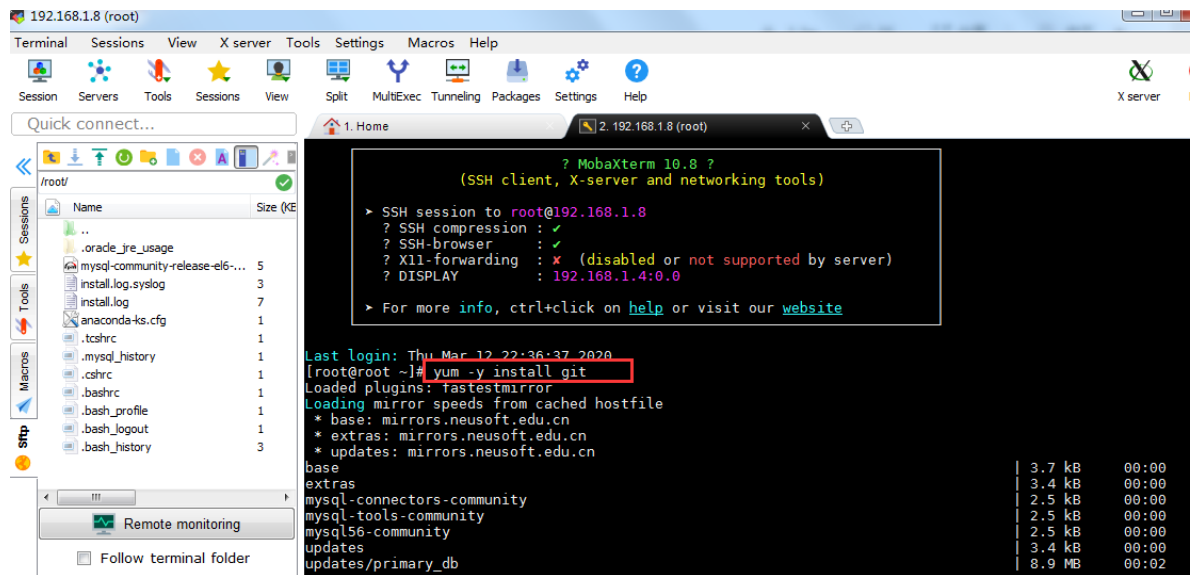 192.168.1.8 (root)
Terminal Sessions View X server Tools Settings Macros Help
Session Servers Tools Sessions View Split MultiExec Tunneling Packages Settings Help X server
Quick connect...
1. Home
2. 192.168.1.8 (root)
/root/
Name Size (KE
..
.oracle_jre_usage
mysql-community-release-el6-... 5
install.log.syslog 3
install.log 7
anaconda-ks.cfg 1
.tcshrc 1
.mysql_history 1
.cshrc 1
.bashrc 1
.bash_profile 1
.bash_logout 1
.bash_history 3
Sessions
Tools
Macros
Sftp
Remote monitoring
Follow terminal folder
? MobaXterm 10.8 ?
(SSH client, X-server and networking tools)
➤ SSH session to root@192.168.1.8
? SSH compression : ✔
? SSH-browser : ✔
? X11-forwarding : ✘ (disabled or not supported by server)
? DISPLAY : 192.168.1.4:0.0
➤ For more info, ctrl+click on help or visit our website
Last login: Thu Mar 12 22:36:37 2020
[root@root ~]# yum -y install git
Loaded plugins: fastestmirror
Loading mirror speeds from cached hostfile
* base: mirrors.neusoft.edu.cn
* extras: mirrors.neusoft.edu.cn
* updates: mirrors.neusoft.edu.cn
base | 3.7 kB 00:00
extras | 3.4 kB 00:00
mysql-connectors-community | 2.5 kB 00:00
mysql-tools-community | 2.5 kB 00:00
mysql56-community | 2.5 kB 00:00
updates | 3.4 kB 00:00
updates/primary_db | 8.9 MB 00:02